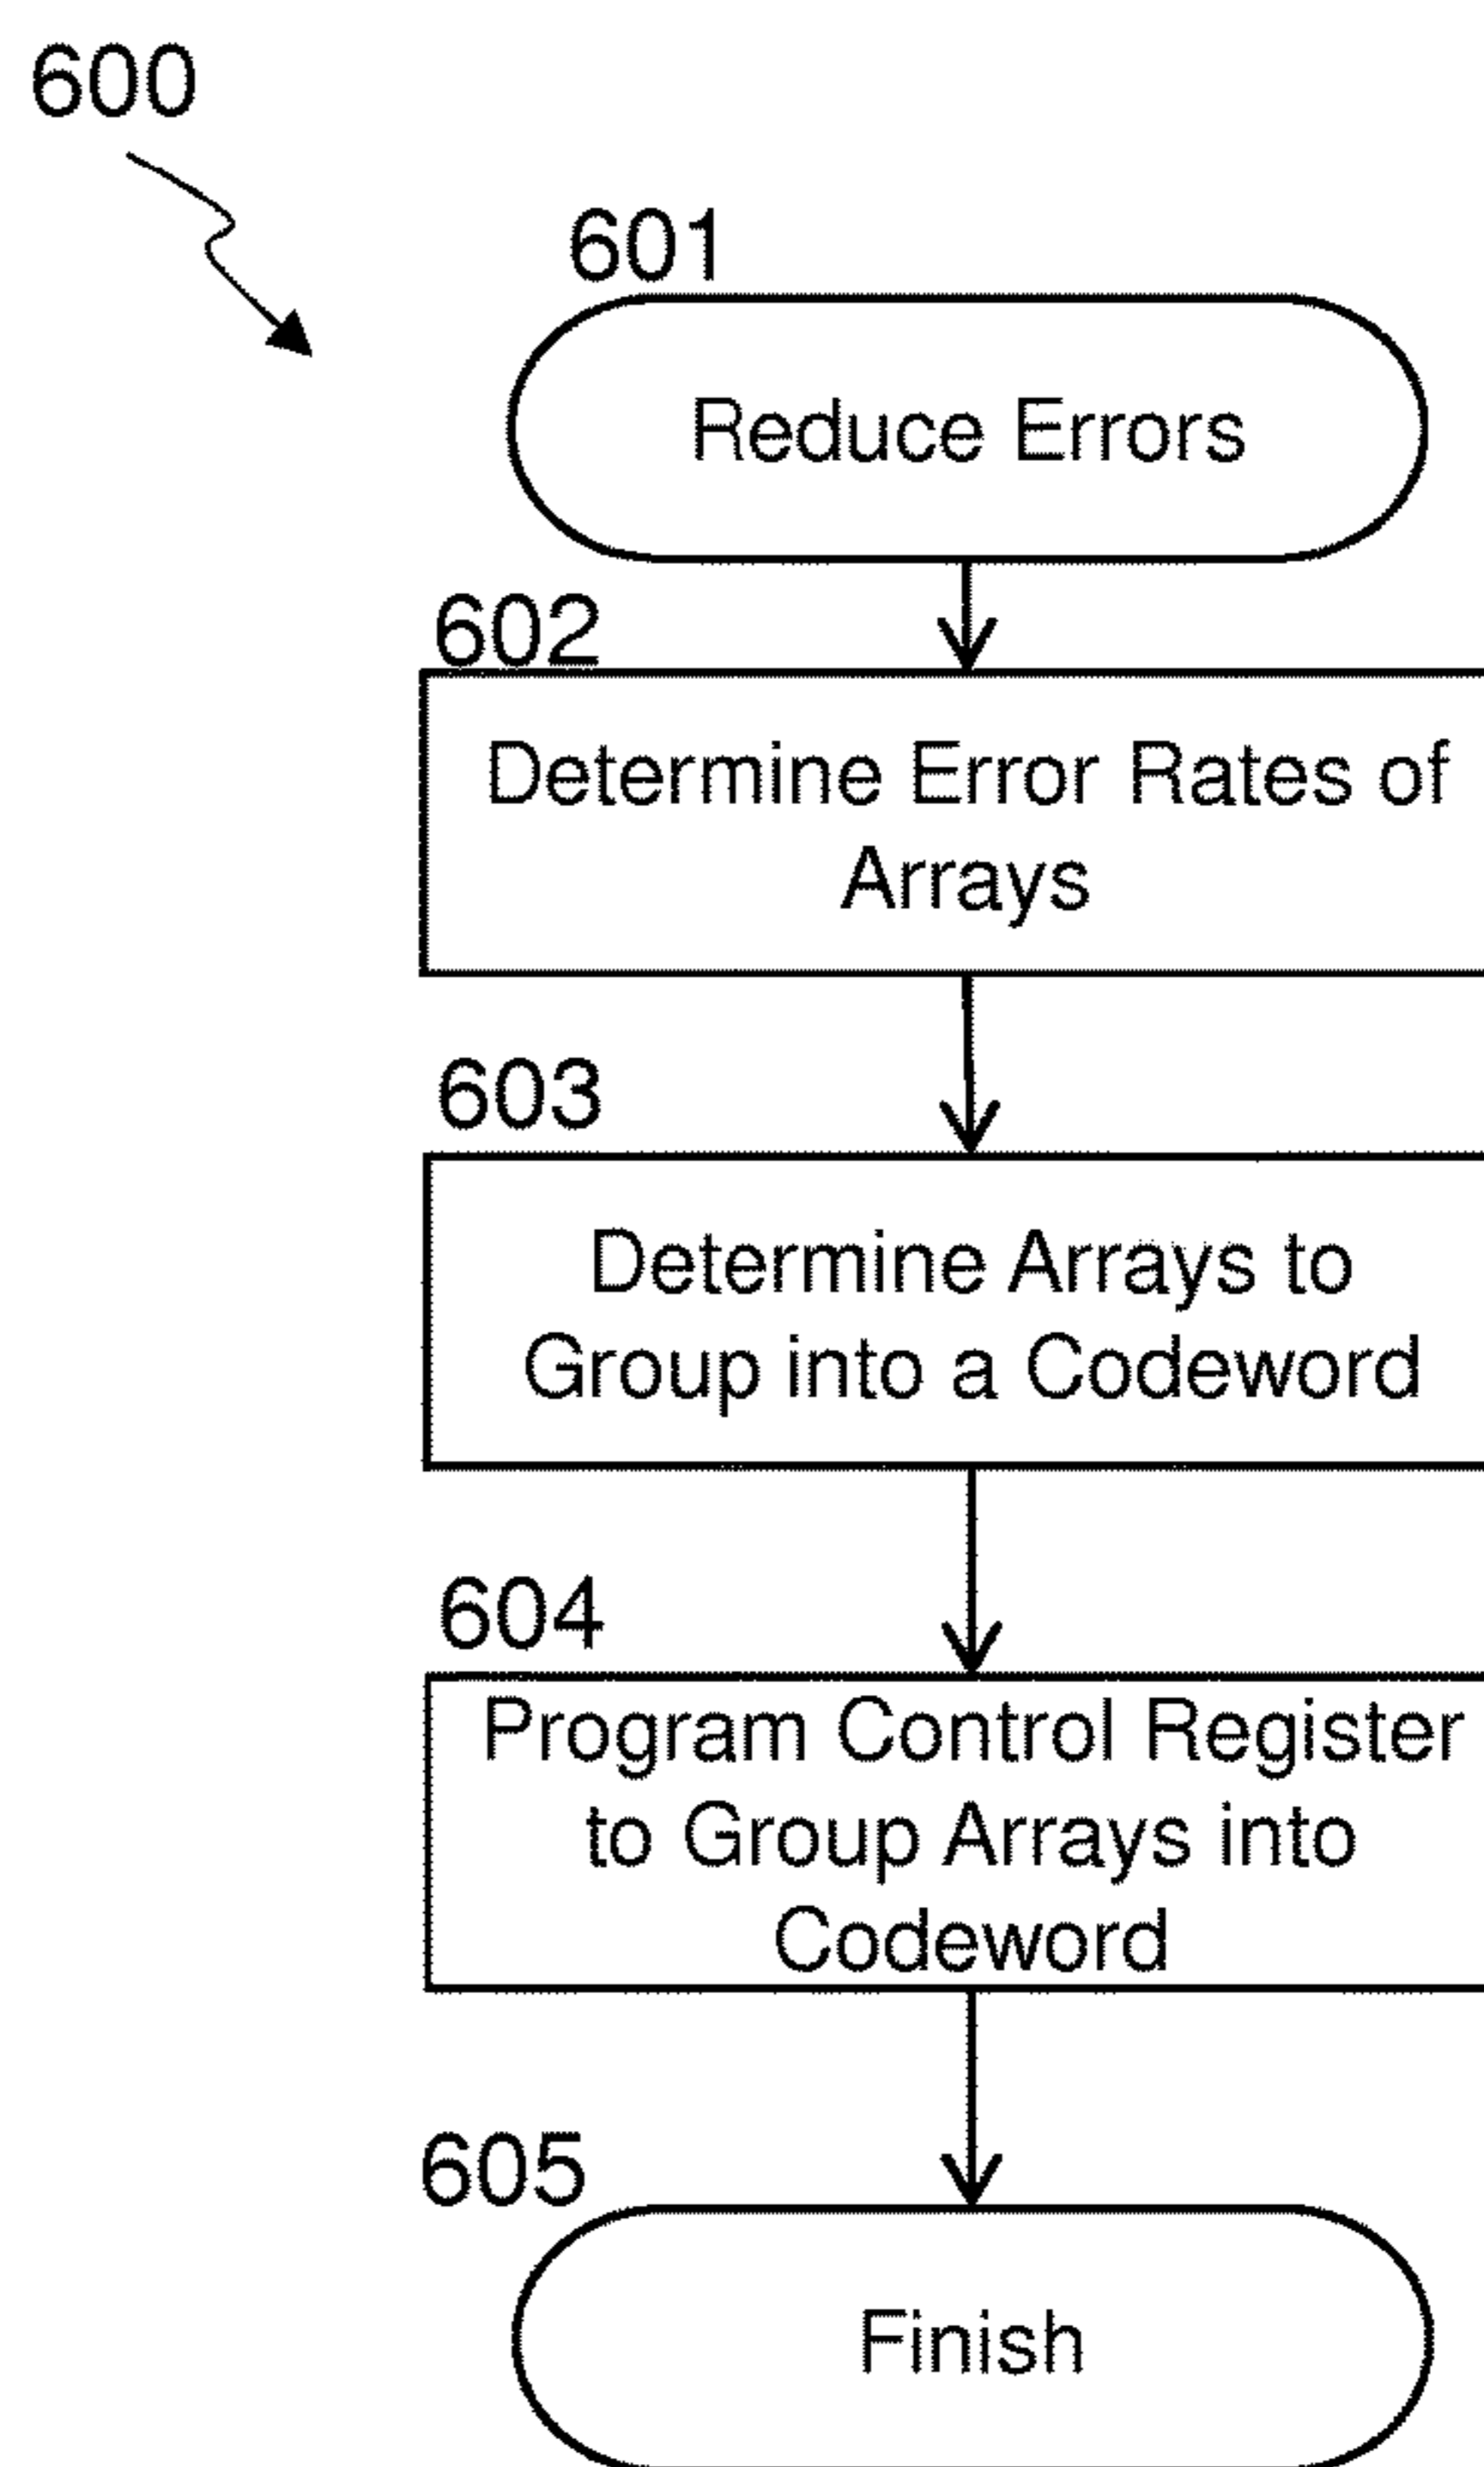 600
601
Reduce Errors
602
Determine Error Rates of
Arrays
603
Determine Arrays to
Group into a Codeword
604
Program Control Register
to Group Arrays into
Codeword
605
Finish